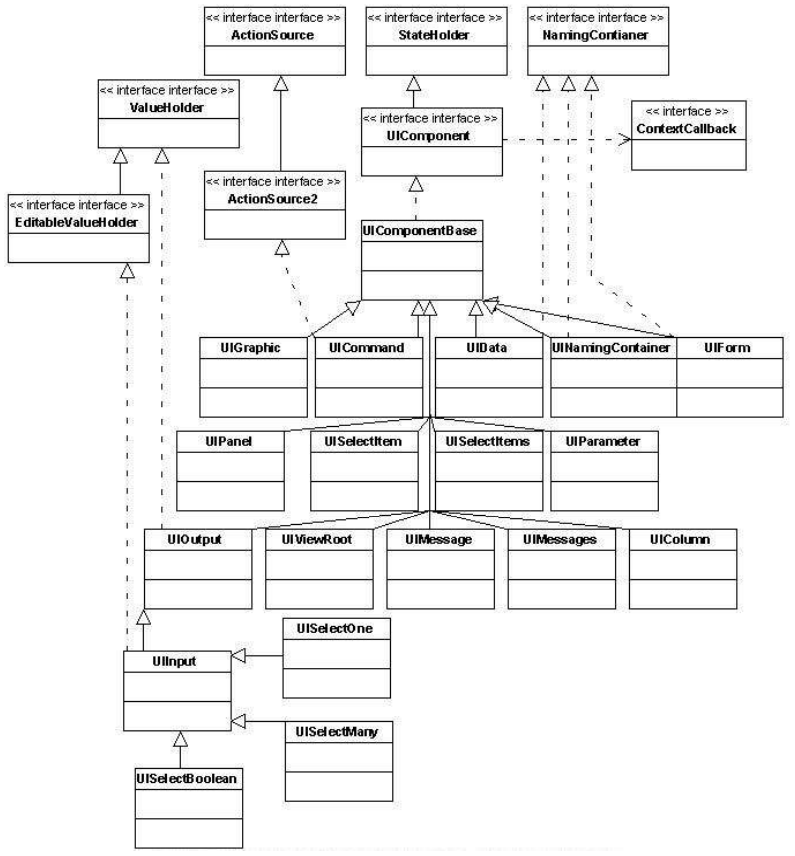 << interface interface >>
ActionSource
<< interface interface >>
StateHolder
<< interface interface >>
NamingContianer
<< interface interface >>
ValueHolder
<< interface interface >>
UIComponent
<< interface >>
ContextCallback
<< interface interface >>
EditableValueHolder
<< interface interface >>
ActionSource2
UIComponentBase
UIGraphic
UICommand
UIData
UINamingContainer
UIForm
UIPanel
UISelectItem
UISelectItems
UIParameter
UIOutput
UIViewRoot
UIMessage
UIMessages
UIColumn
UISelectOne
UIInput
UISelectMany
UISelectBoolean